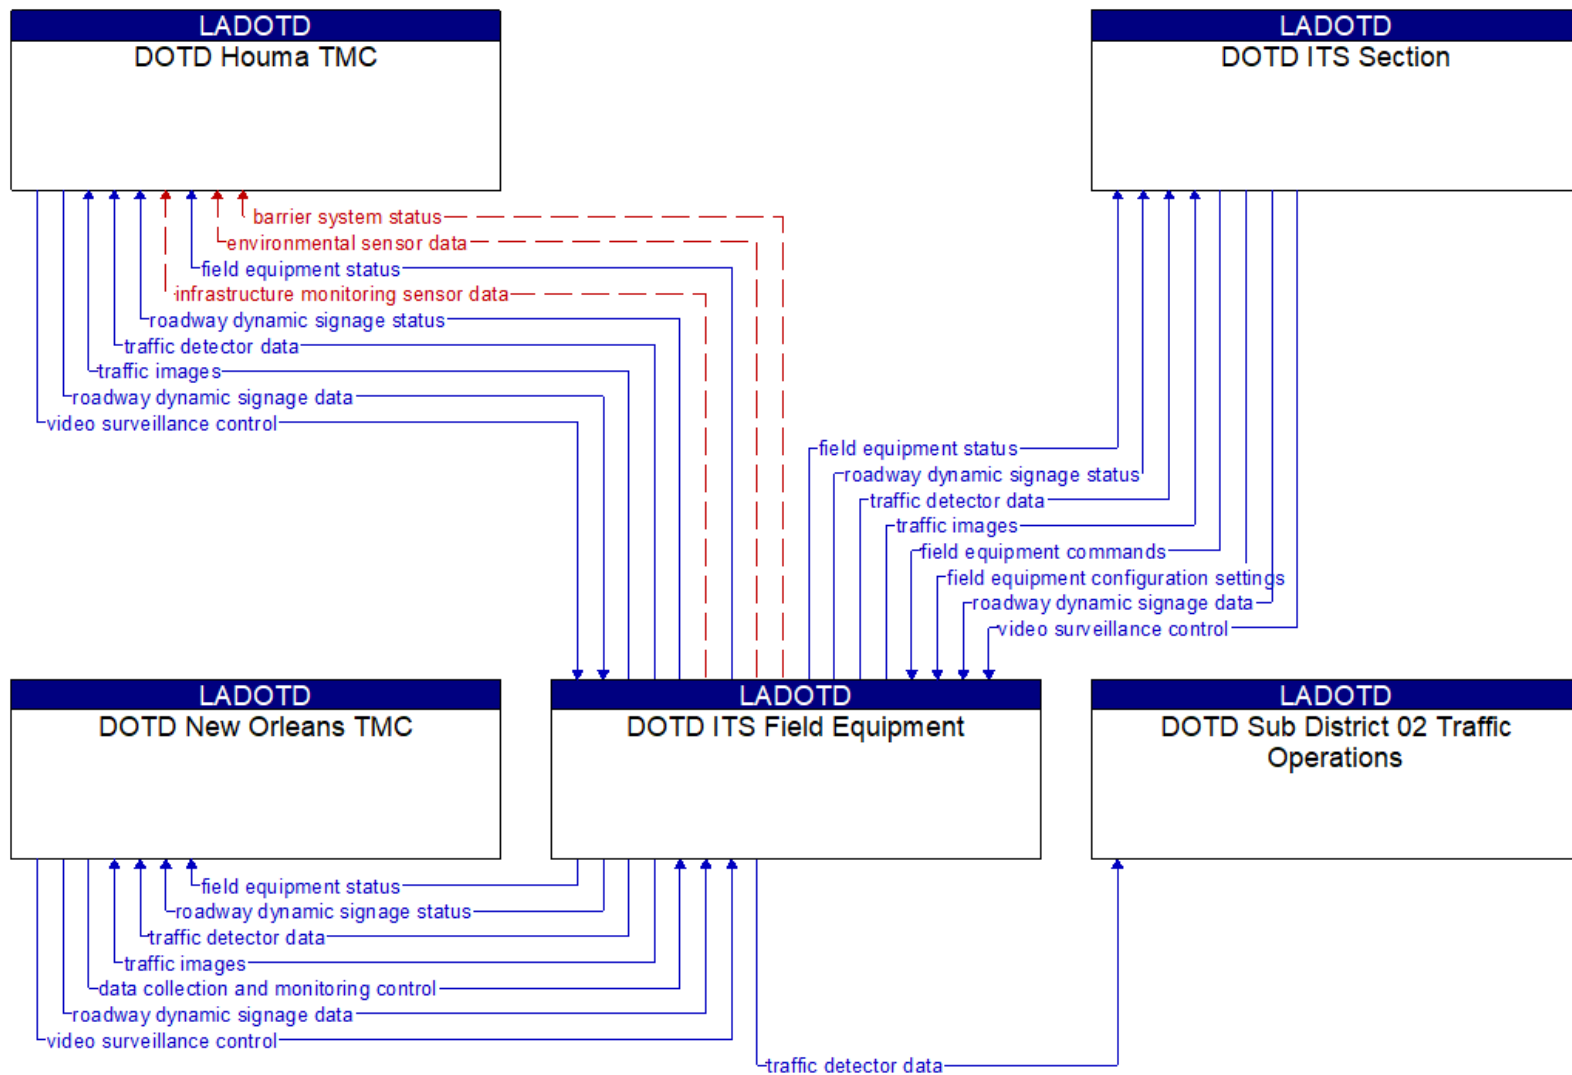 LADOTD
DOTD Houma TMC
LADOTD
DOTD ITS Section
barrier system status
environmental sensor data
field equipment status
infrastructure monitoring sensor data
roadway dynamic signage status
traffic detector data
traffic images
roadway dynamic signage data
video surveillance control
field equipment status
roadway dynamic signage status
traffic detector data
traffic images
field equipment commands
field equipment configuration settings
roadway dynamic signage data
video surveillance control
LADOTD
DOTD New Orleans TMC
LADOTD
DOTD ITS Field Equipment
LADOTD
DOTD Sub District 02 Traffic
Operations
field equipment status
roadway dynamic signage status
traffic detector data
traffic images
data collection and monitoring control
roadway dynamic signage data
video surveillance control
traffic detector data